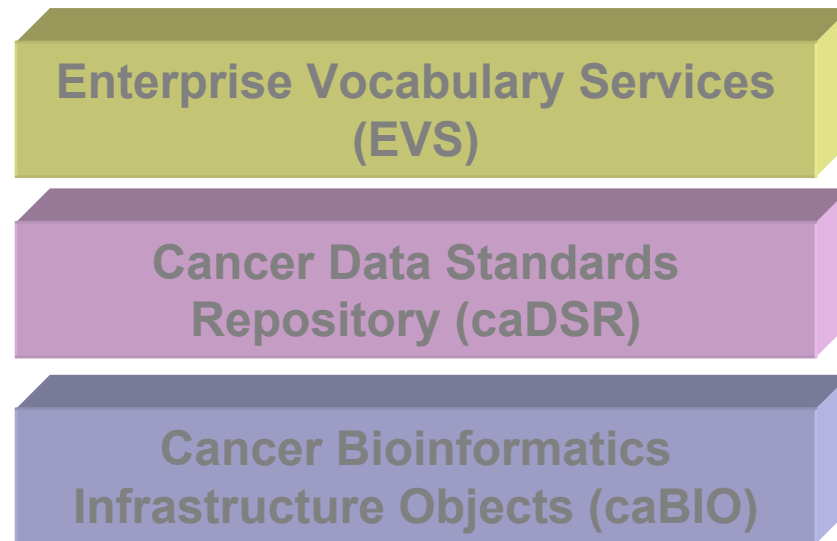 Enterprise Vocabulary Services
(EVS)
Cancer Data Standards
Repository (caDSR)
Cancer Bioinformatics
Infrastructure Objects (caBIO)